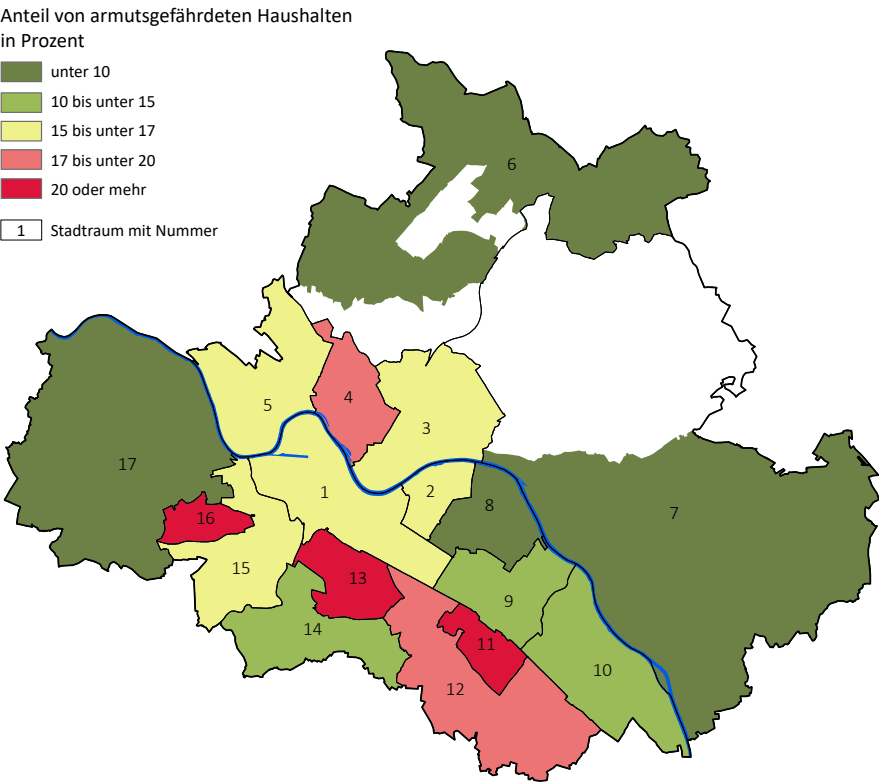 Anteil von armutsgefährdeten Haushalten
in Prozent
unter 10
10 bis unter 15
15 bis unter 17
17 bis unter 20
20 oder mehr
1 Stadtraum mit Nummer
6
4
5
3
17
1
2
8
7
16
15
13
9
14
11
10
12